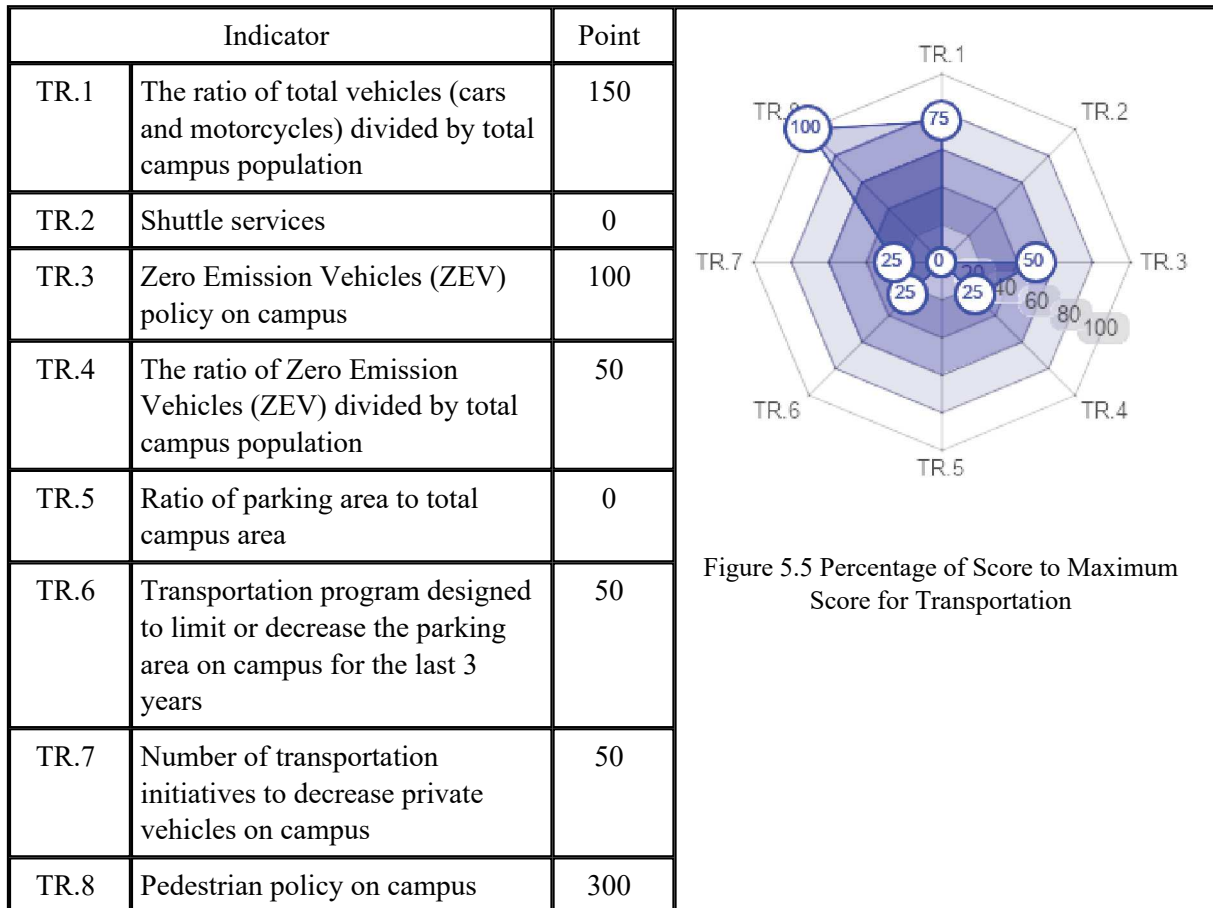 Indicator Point
TR.1 The ratio of total vehicles (cars 150
and motorcycles) divided by total
campus population
TR.2 Shuttle services 0
TR.3 Zero Emission Vehicles (ZEV) 100
policy on campus
TR.4 The ratio of Zero Emission 50
Vehicles (ZEV) divided by total
campus population
TR.5 Ratio of parking area to total 0
campus area
TR.6 Transportation program designed 50
to limit or decrease the parking
area on campus for the last 3
years
TR.7 Number of transportation 50
initiatives to decrease private
vehicles on campus
TR.8 Pedestrian policy on campus 300
TR.1
TR.2
100
75
TR.7
25
0
50
TR.3
25
25
20
40
60
80
100
TR.6
TR.4
TR.5
Figure 5.5 Percentage of Score to Maximum
Score for Transportation